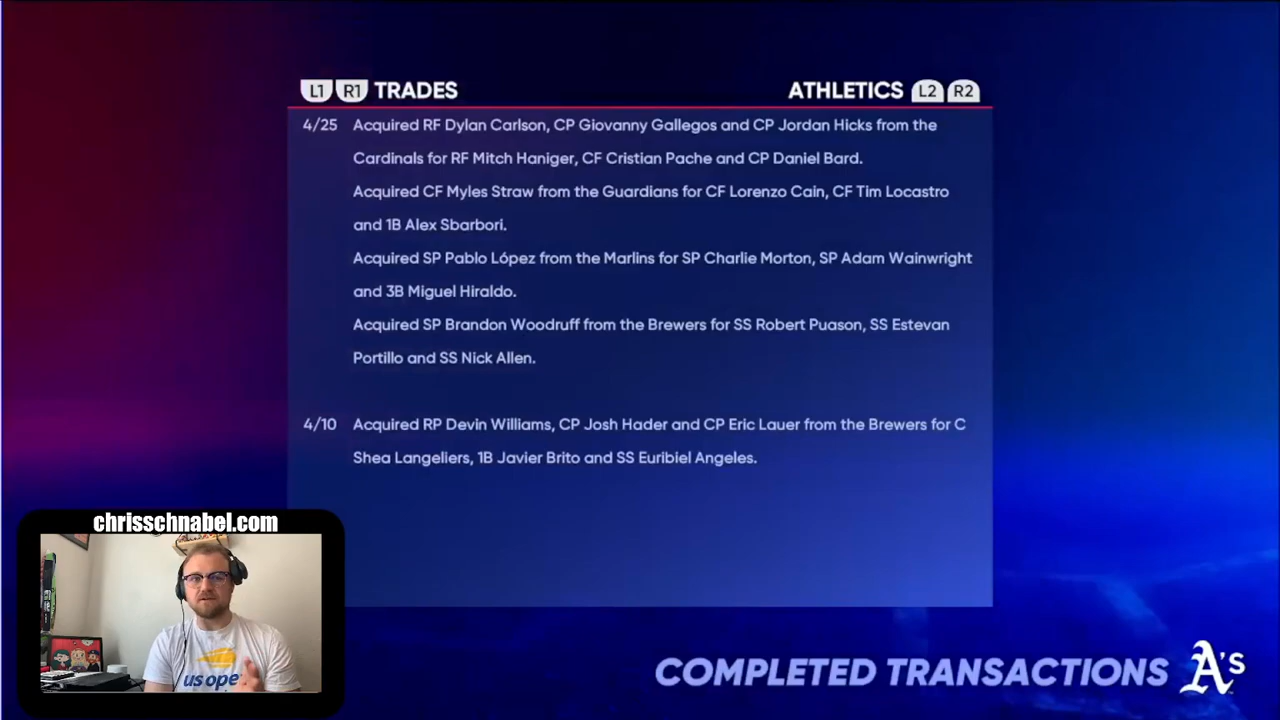 L1 R1 TRADES ATHLETICS L2 R2
4/25 Acquired RF Dylan Carlson, CP Giovanny Gallegos and CP Jordan Hicks from the
Cardinals for RF Mitch Haniger, CF Cristian Pache and CP Daniel Bard.
Acquired CF Myles Straw from the Guardians for CF Lorenzo Cain, CF Tim Locastro
and 1B Alex Sbarbori.
Acquired SP Pablo López from the Marlins for SP Charlie Morton, SP Adam Wainwright
and 3B Miguel Hiraldo.
Acquired SP Brandon Woodruff from the Brewers for SS Robert Puason, SS Estevan
Portillo and SS Nick Allen.
4/10 Acquired RP Devin Williams, CP Josh Hader and CP Eric Lauer from the Brewers for C
Shea Langeliers, 1B Javier Brito and SS Euribiel Angeles.
chrisschnabel.com
us ope
COMPLETED TRANSACTIONS A's